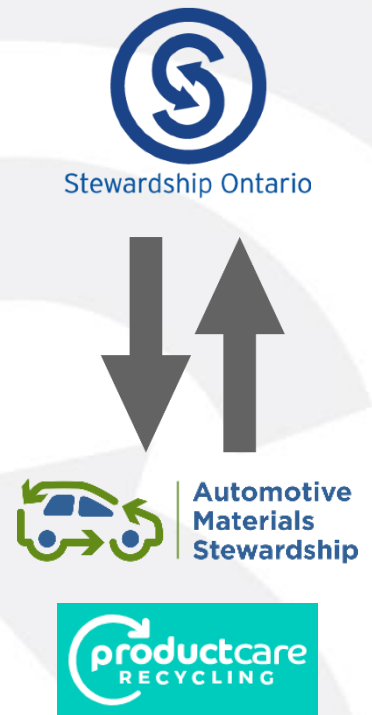 Stewardship Ontario
Automotive
Materials
Stewardship
productcare
RECYCLING